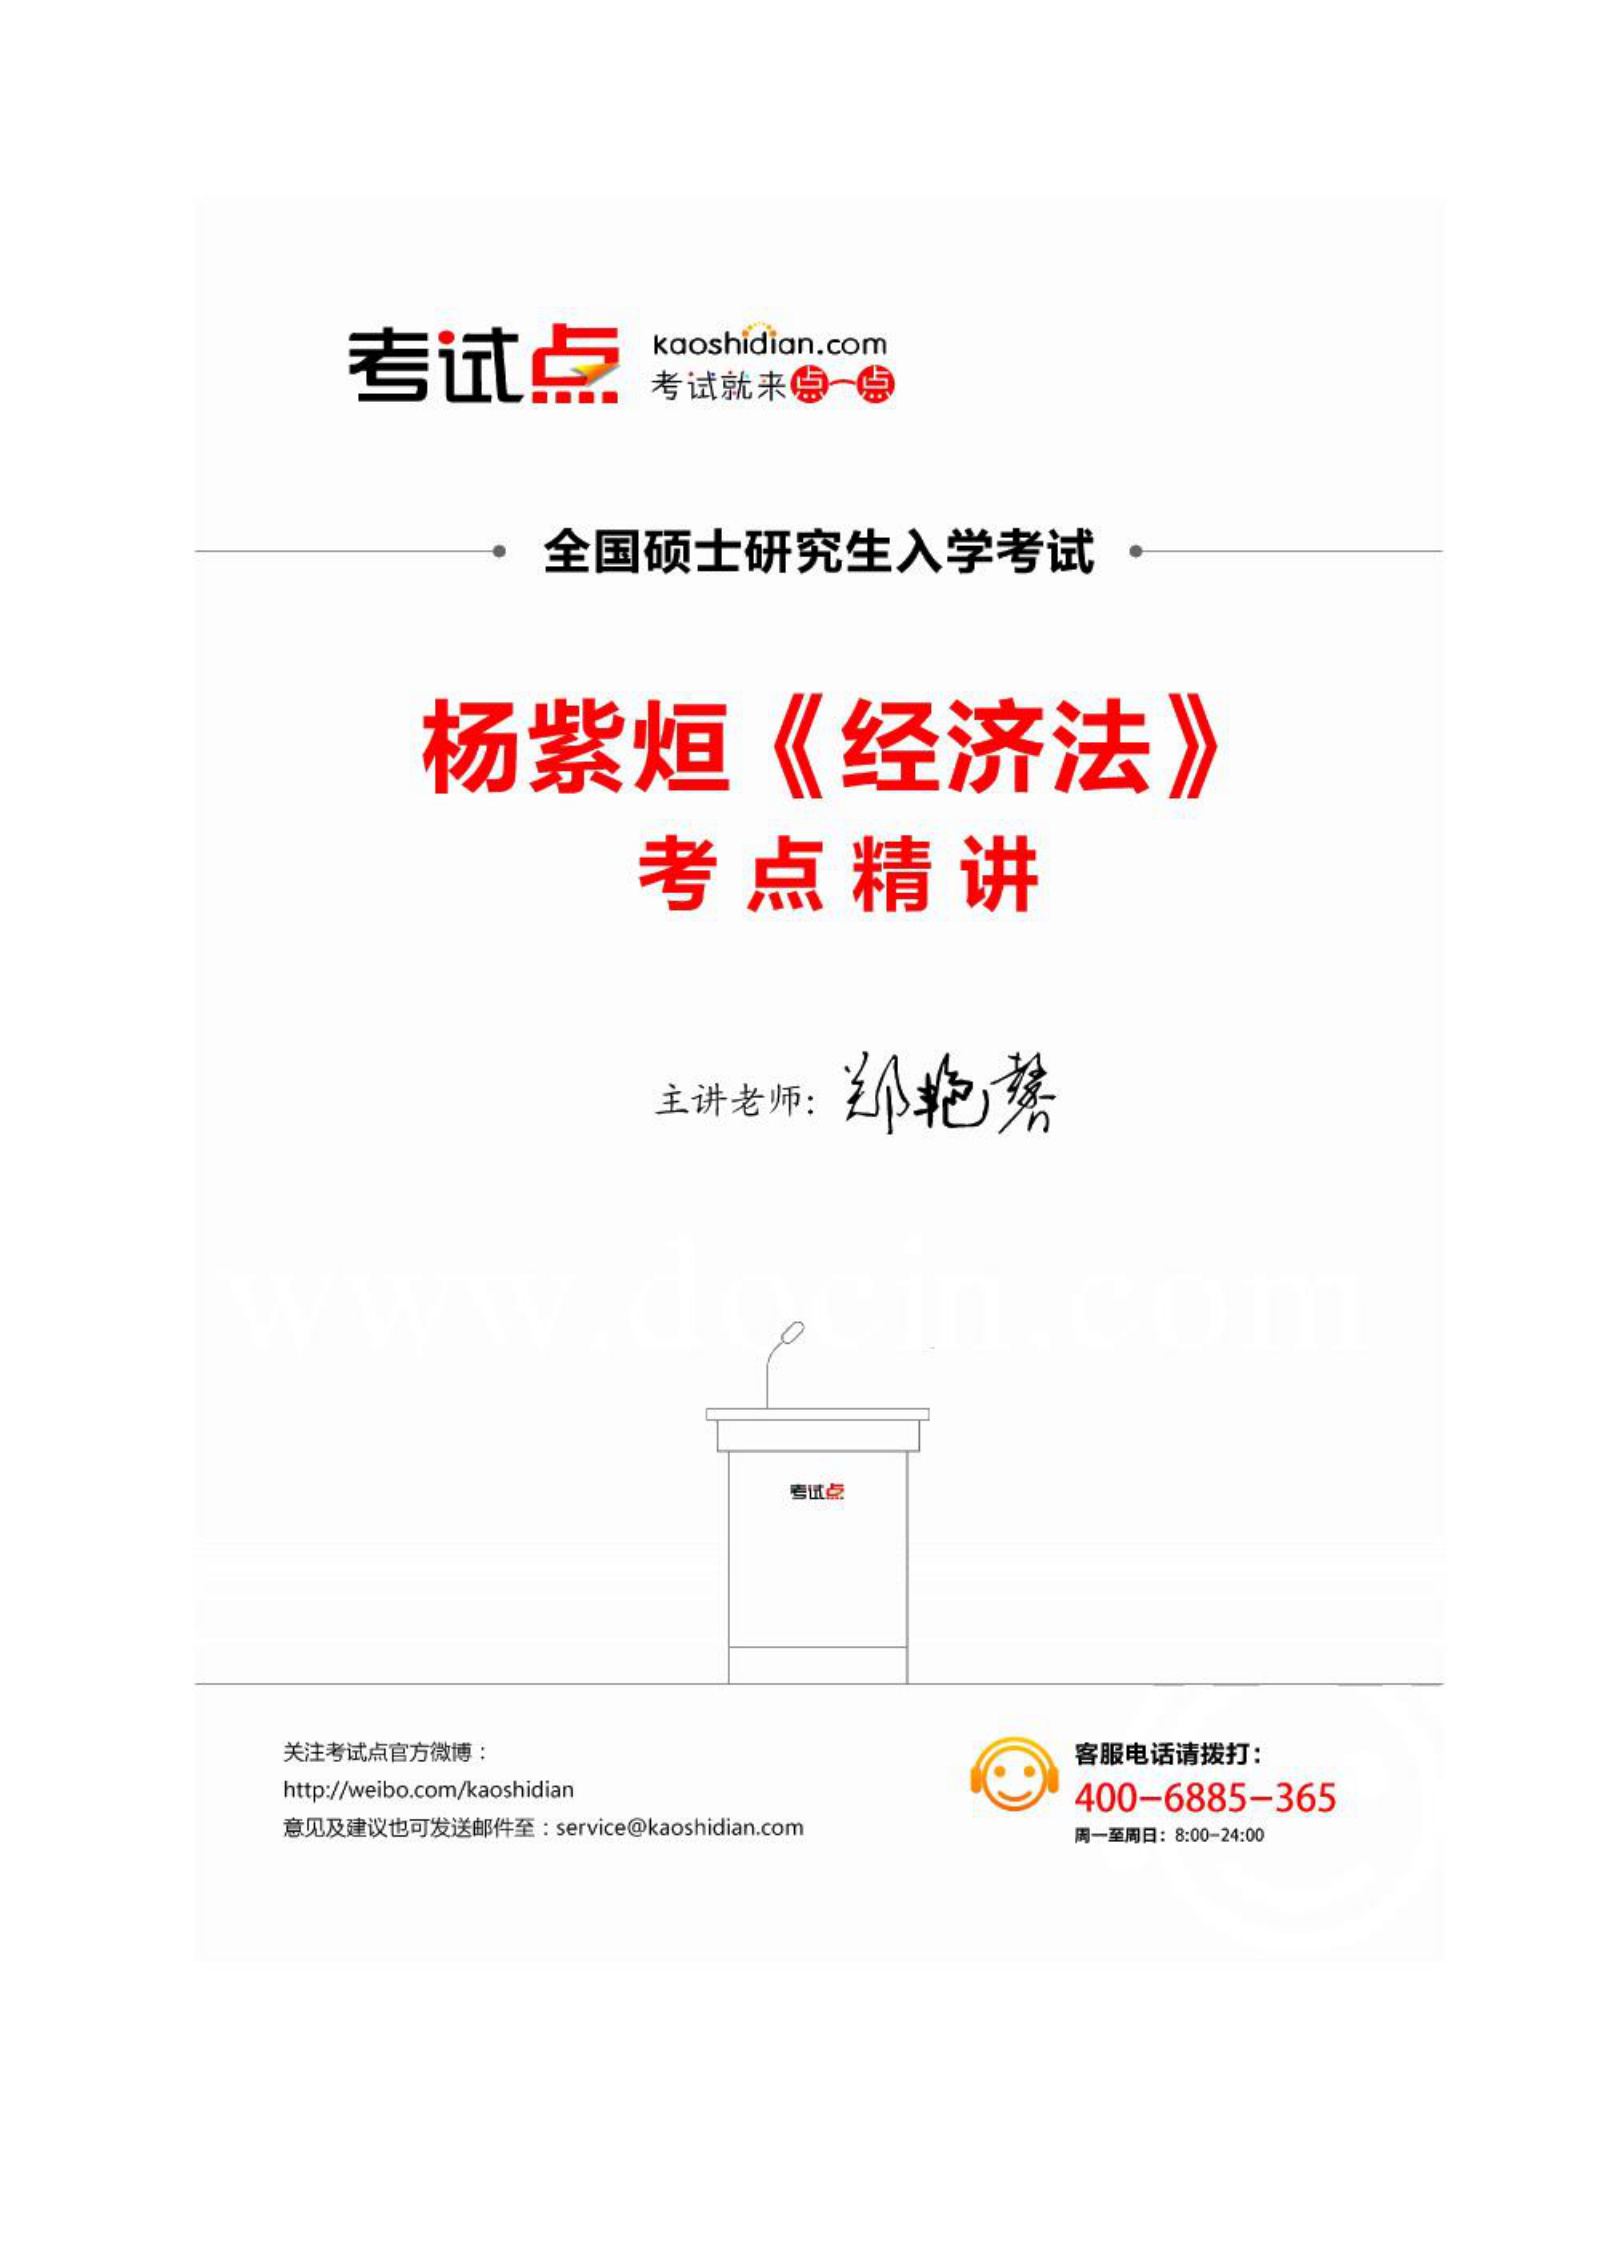 考试点
kaoshidian.com
考试就来点一点
全国硕士研究生入学考试
杨紫烜《经济法》
考点精讲
主讲老师：郑艳馨
www.docin.com
考试点
关注考试点官方微博：
http://weibo.com/kaoshidian
意见及建议也可发送邮件至：service@kaoshidian.com
客服电话请拨打：
400-6885-365
周一至周日：8:00-24:00